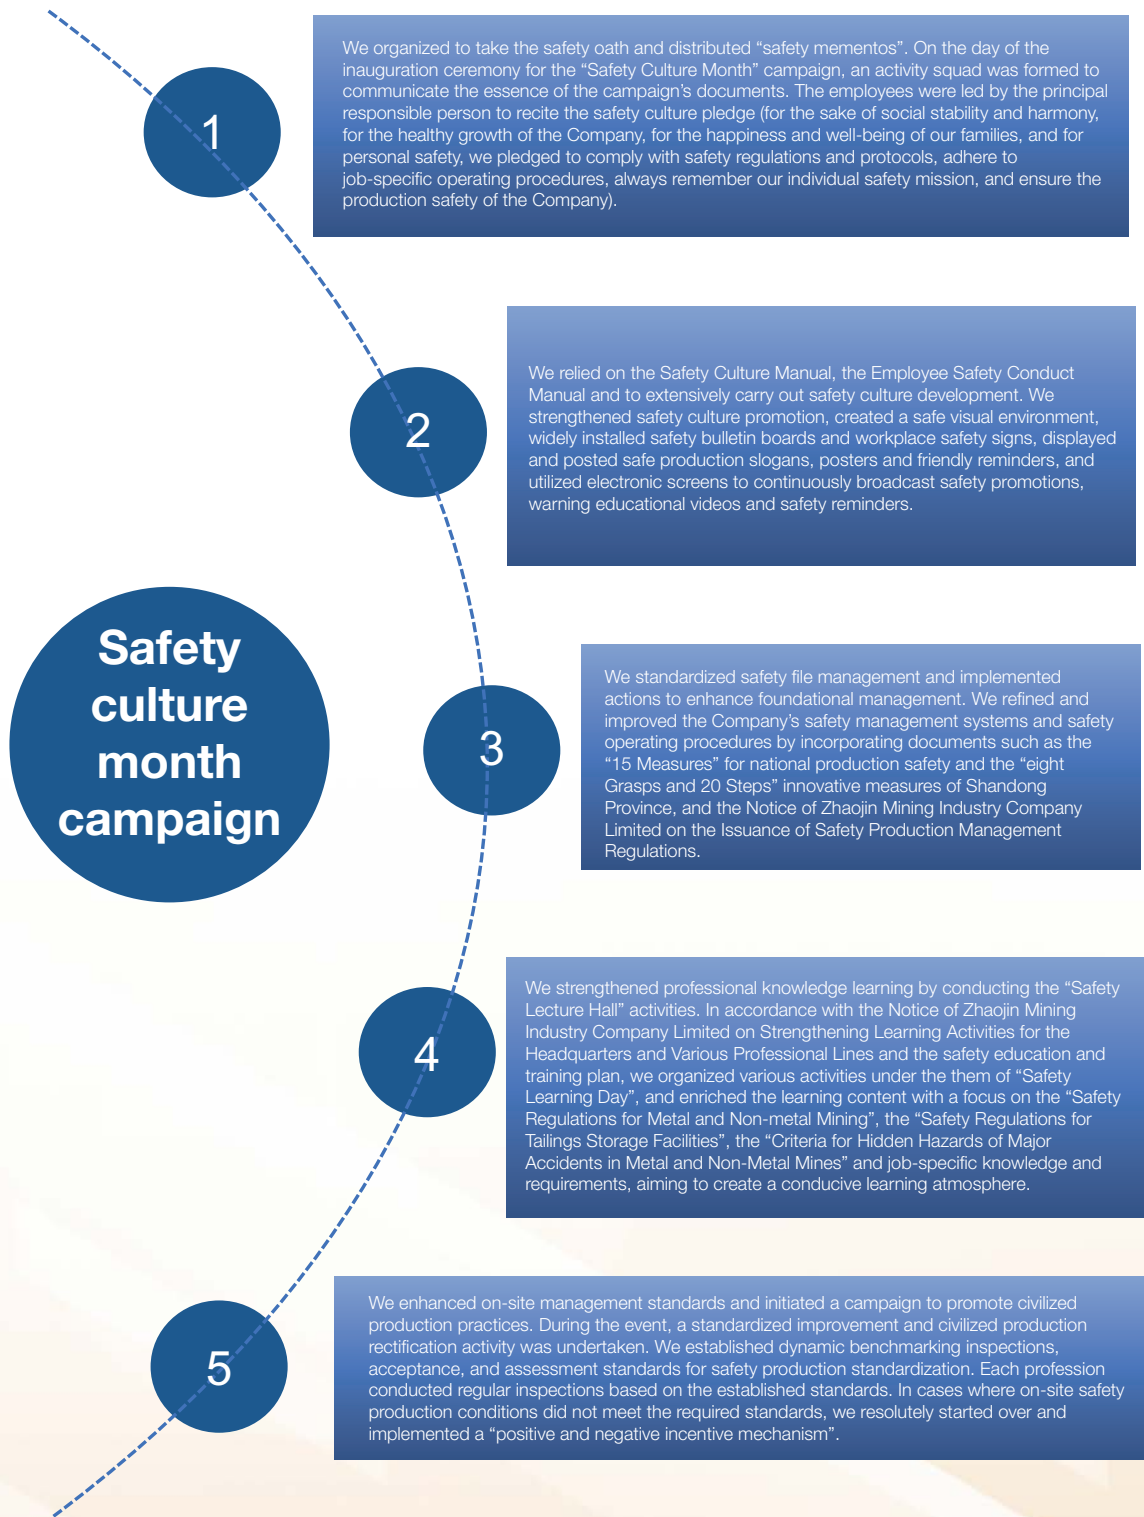 1
We organized to take the safety oath and distributed “safety mementos”. On the day of the
inauguration ceremony for the “Safety Culture Month” campaign, an activity squad was formed to
communicate the essence of the campaign’s documents. The employees were led by the principal
responsible person to recite the safety culture pledge (for the sake of social stability and harmony,
for the healthy growth of the Company, for the happiness and well-being of our families, and for
personal safety, we pledged to comply with safety regulations and protocols, adhere to
job-specific operating procedures, always remember our individual safety mission, and ensure the
production safety of the Company).
2
We relied on the Safety Culture Manual, the Employee Safety Conduct
Manual and to extensively carry out safety culture development. We
strengthened safety culture promotion, created a safe visual environment,
widely installed safety bulletin boards and workplace safety signs, displayed
and posted safe production slogans, posters and friendly reminders, and
utilized electronic screens to continuously broadcast safety promotions,
warning educational videos and safety reminders.
Safety
culture
month
campaign
3
We standardized safety file management and implemented
actions to enhance foundational management. We refined and
improved the Company’s safety management systems and safety
operating procedures by incorporating documents such as the
“15 Measures” for national production safety and the “eight
Grasps and 20 Steps” innovative measures of Shandong
Province, and the Notice of Zhaojin Mining Industry Company
Limited on the Issuance of Safety Production Management
Regulations.
4
We strengthened professional knowledge learning by conducting the “Safety
Lecture Hall” activities. In accordance with the Notice of Zhaojin Mining
Industry Company Limited on Strengthening Learning Activities for the
Headquarters and Various Professional Lines and the safety education and
training plan, we organized various activities under the them of “Safety
Learning Day”, and enriched the learning content with a focus on the “Safety
Regulations for Metal and Non-metal Mining”, the “Safety Regulations for
Tailings Storage Facilities”, the “Criteria for Hidden Hazards of Major
Accidents in Metal and Non-Metal Mines” and job-specific knowledge and
requirements, aiming to create a conducive learning atmosphere.
5
We enhanced on-site management standards and initiated a campaign to promote civilized
production practices. During the event, a standardized improvement and civilized production
rectification activity was undertaken. We established dynamic benchmarking inspections,
acceptance, and assessment standards for safety production standardization. Each profession
conducted regular inspections based on the established standards. In cases where on-site safety
production conditions did not meet the required standards, we resolutely started over and
implemented a “positive and negative incentive mechanism”.